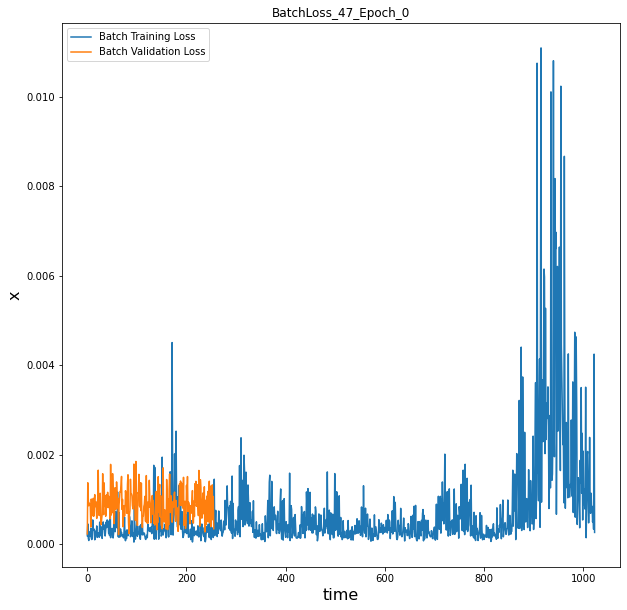 BatchLoss_47_Epoch_0
Batch Training Loss
Batch Validation Loss
0.010
0.008
0.006
0.004
0.002
0.000
x
0 200 400 600 800 1000
time